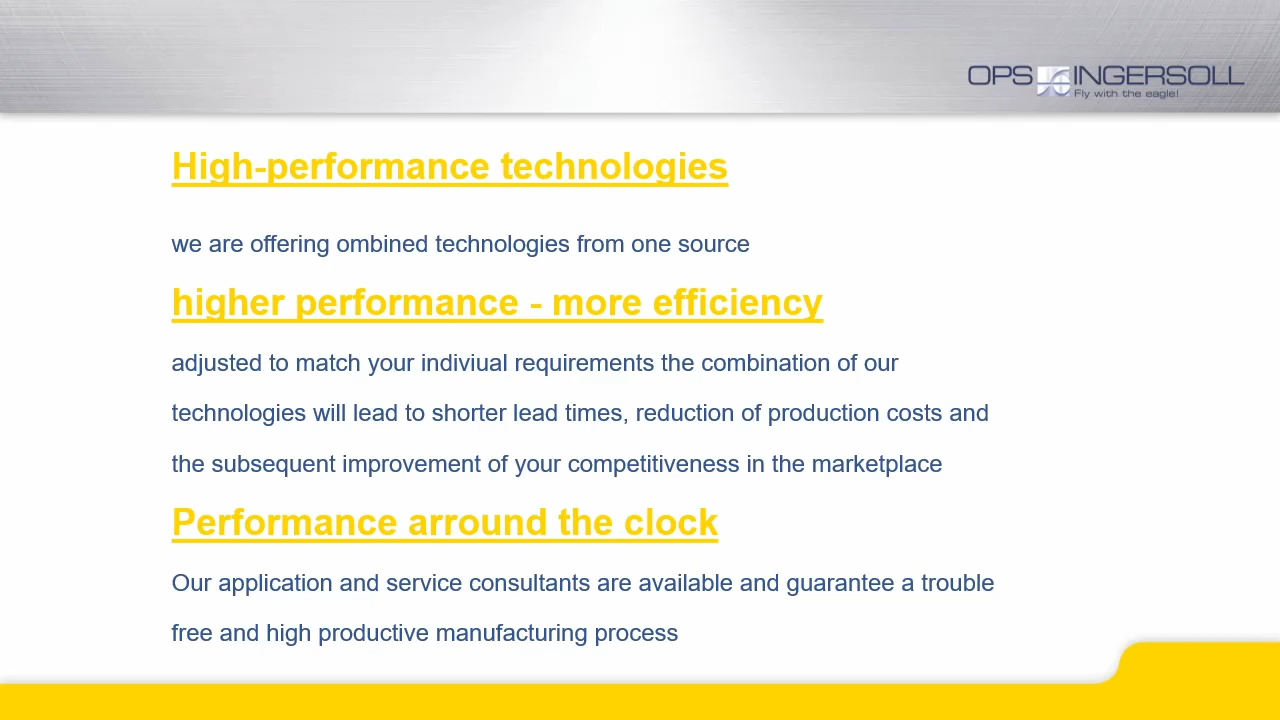 OPS INGERSOLL
Fly with the eagle!
High-performance technologies
we are offering ombined technologies from one source
higher performance - more efficiency
adjusted to match your indiviual requirements the combination of our
technologies will lead to shorter lead times, reduction of production costs and
the subsequent improvement of your competitiveness in the marketplace
Performance arround the clock
Our application and service consultants are available and guarantee a trouble
free and high productive manufacturing process